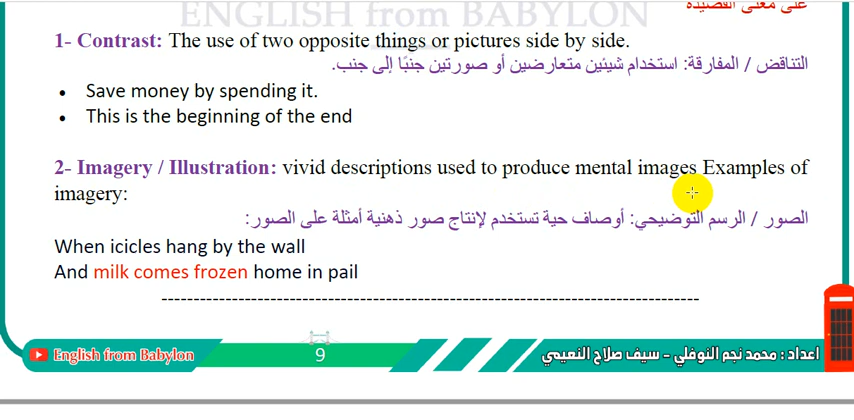 ENGLISH from BABYLON
على معنى القصيدة
1- Contrast: The use of two opposite things or pictures side by side.
التناقض / المفارقة: استخدام شيئين متعارضين أو صورتين جنبًا إلى جنب.
• Save money by spending it.
• This is the beginning of the end
2- Imagery / Illustration: vivid descriptions used to produce mental images Examples of
imagery:
الصور / الرسم التوضيحي: أوصاف حية تستخدم لإنتاج صور ذهنية أمثلة على الصور:
When icicles hang by the wall
And milk comes frozen home in pail
English from Babylon
9
اعداد : محمد نجم النوفلي - سيف صلاح النعيمي